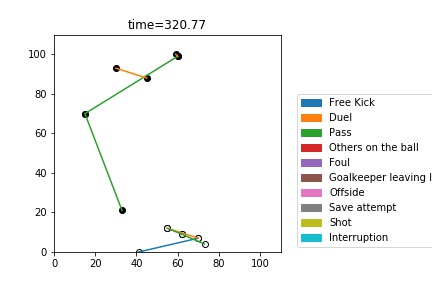 time=320.77
100
80
60
40
20
0
0 20 40 60 80 100
Free Kick
Duel
Pass
Others on the ball
Foul
Goalkeeper leaving l
Offside
Save attempt
Shot
Interruption